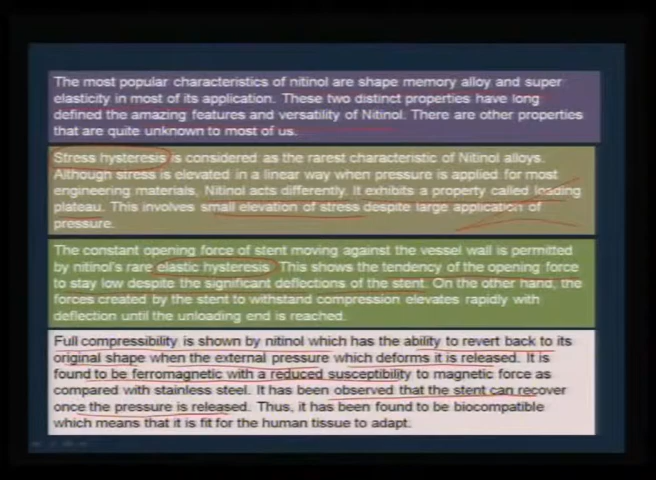 The most popular characteristics of nitinol are shape memory alloy and super
elasticity in most of its application. These two distinct properties have long
defined the amazing features and versatility of Nitinol. There are other properties
that are quite unknown to most of us.
Stress hysteresis is considered as the rarest characteristic of Nitinol alloys.
Although stress is elevated in a linear way when pressure is applied for most
engineering materials. Nitinol acts differently. It exhibits a property called loading
plateau. This involves small elevation of stress despite large application of
pressure.
The constant opening force of stent moving against the vessel wall is permitted
by nitinol's rare elastic hysteresis. This shows the tendency of the opening force
to stay low despite the significant deflections of the stent. On the other hand, the
forces created by the stent to withstand compression elevates rapidly with
deflection until the unloading end is reached.
Full compressibility is shown by nitinol which has the ability to revert back to its
original shape when the external pressure which deforms it is released. It is
found to be ferromagnetic with a reduced susceptibility to magnetic force as
compared with stainless steel. It has been observed that the stent can recover
once the pressure is released. Thus, it has been found to be biocompatible
which means that it is fit for the human tissue to adapt.